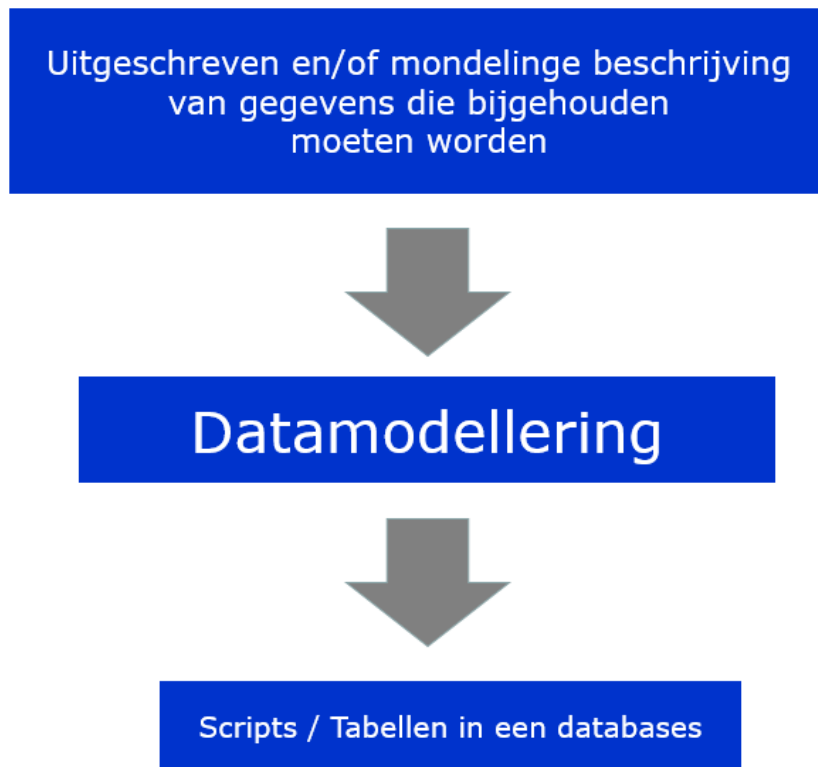 Uitgeschreven en/of mondelinge beschrijving
van gegevens die bijgehouden
moeten worden
Datamodellering
Scripts / Tabellen in een databases